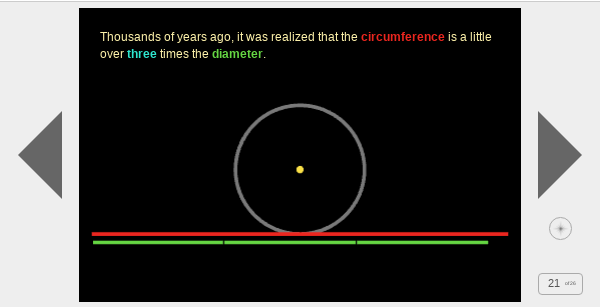 Thousands of years ago, it was realized that the circumference is a little
over three times the diameter.
21 of 26